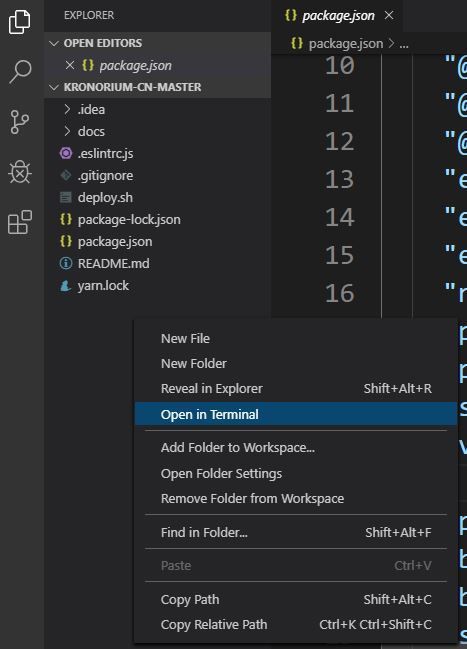 EXPLORER
OPEN EDITORS
package.json
KRONORIUM-CN-MASTER
.idea
docs
.eslintrc.js
.gitignore
deploy.sh
package-lock.json
package.json
README.md
yarn.lock
package.json
package.json > ...
10 "@
11 "@
12 "@
13 "e
14 "e
15 "e
16 "r
New File
New Folder
Reveal in Explorer Shift+Alt+R
Open in Terminal
Add Folder to Workspace...
Open Folder Settings
Remove Folder from Workspace
Find in Folder... Shift+Alt+F
Paste Ctrl+V
Copy Path Shift+Alt+C
Copy Relative Path Ctrl+K Ctrl+Shift+C